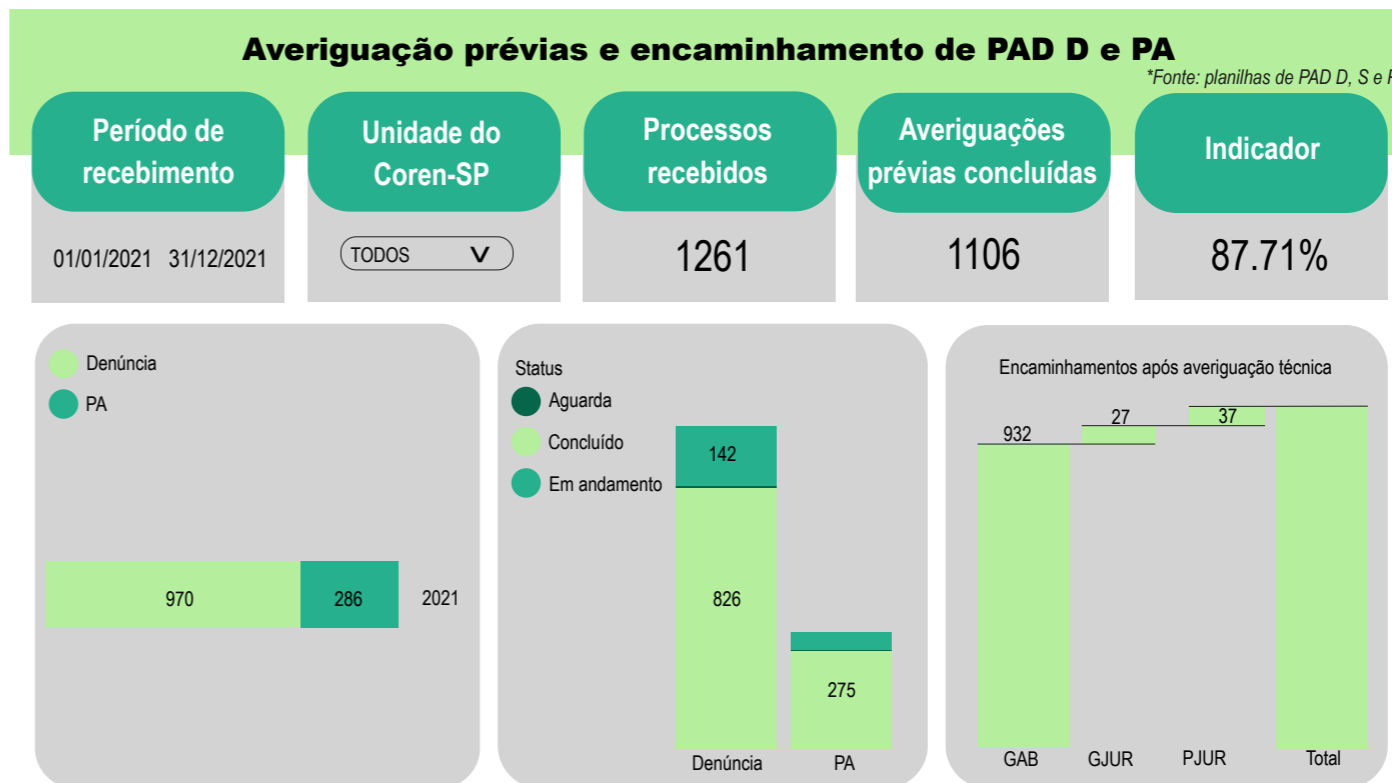 Averiguação prévias e encaminhamento de PAD D e PA
*Fonte: planilhas de PAD D, S e
Período de
recebimento
01/01/2021 31/12/2021
Unidade do
Coren-SP
TODOS V
Processos
recebidos
1261
Averiguações
prévias concluídas
1106
Indicador
87.71%
Denúncia
PA
970 286 2021
Status
Aguarda
Concluído
Em andamento
142
826
275
Denúncia PA
Encaminhamentos após averiguação técnica
932 27 37
GAB GJUR PJUR Total